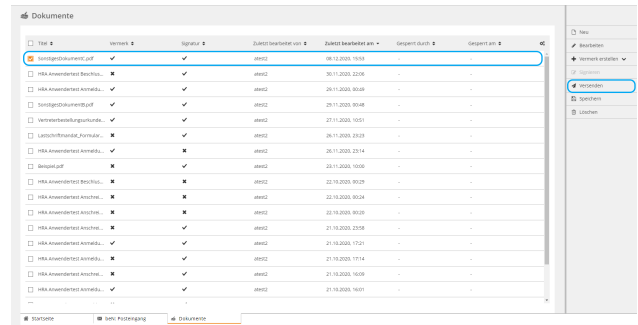 Dokumente
Titel Vermerk Signatur Zuletzt bearbeitet von Zuletzt bearbeitet am Gesperrt durch Gesperrt am
SonstigesDokumentC.pdf atest2 08.12.2020, 15:53 - -
HRA Anwendertest Beschlus... atest2 30.11.2020, 22:06 - -
HRA Anwendertest Anmeldu... atest2 29.11.2020, 00:49 - -
SonstigesDokumentB.pdf atest2 29.11.2020, 00:48 - -
Vertreterbestellungsurkunde... atest2 27.11.2020, 10:51 - -
Lastschriftmandat_Formular... atest2 26.11.2020, 23:23 - -
HRA Anwendertest Anmeldu... atest2 26.11.2020, 23:14 - -
Beispiel.pdf atest2 23.11.2020, 10:00 - -
HRA Anwendertest Beschlus... atest2 22.10.2020, 00:29 - -
HRA Anwendertest Anschrei... atest2 22.10.2020, 00:24 - -
HRA Anwendertest Anschrei... atest2 22.10.2020, 00:20 - -
HRA Anwendertest Anschrei... atest2 21.10.2020, 23:58 - -
HRA Anwendertest Anmeldu... atest2 21.10.2020, 17:21 - -
HRA Anwendertest Anmeldu... atest2 21.10.2020, 17:14 - -
HRA Anwendertest Anschrei... atest2 21.10.2020, 16:09 - -
HRA Anwendertest Anmeldu... atest2 21.10.2020, 16:01 - -
Neu
Bearbeiten
Vermerk erstellen
Signieren
Versenden
Speichern
Löschen
Startseite
beN: Posteingang
Dokumente